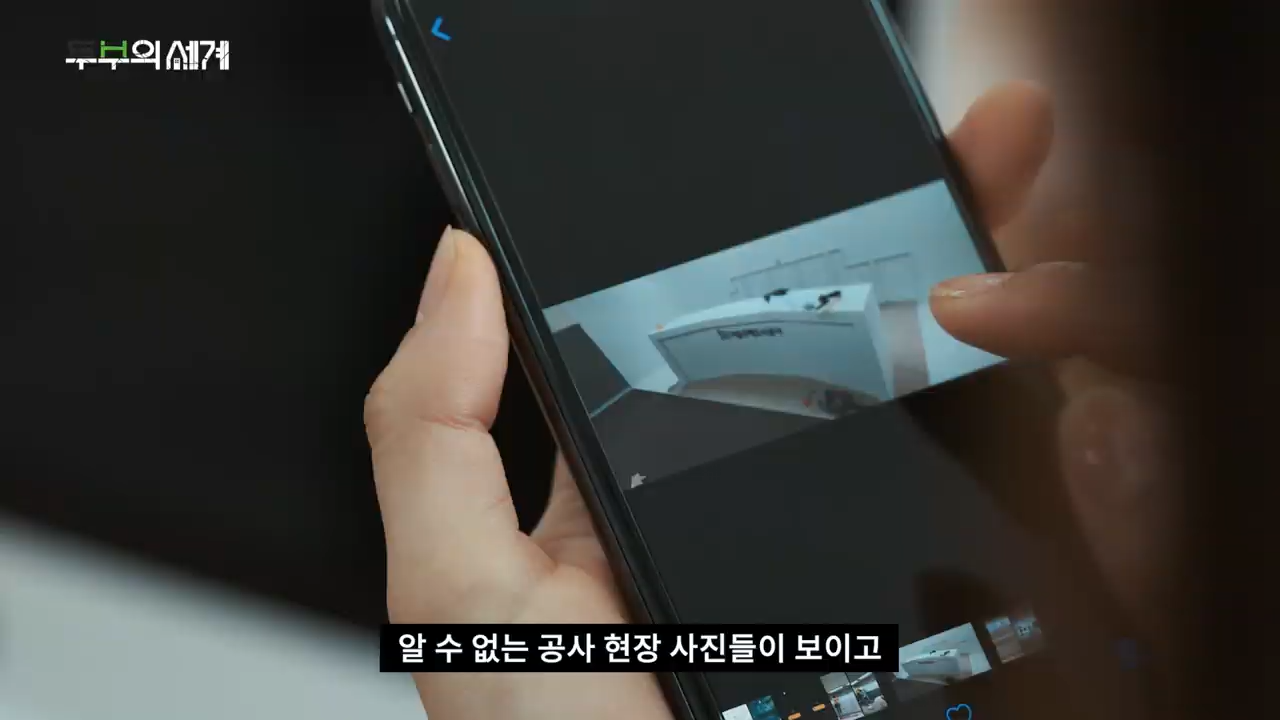 두부의 세계
알 수 없는 공사 현장 사진들이 보이고